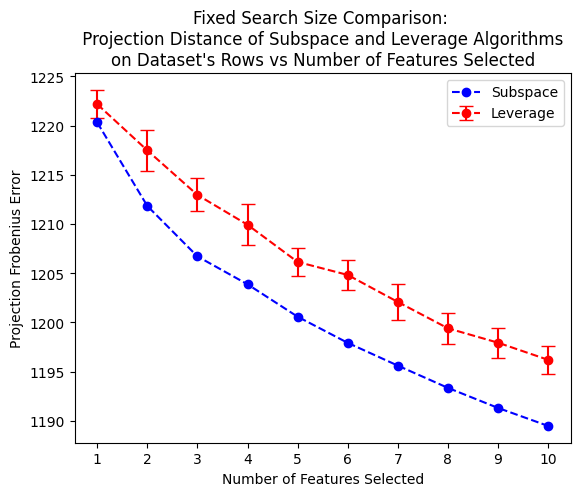 Fixed Search Size Comparison:
Projection Distance of Subspace and Leverage Algorithms
on Dataset's Rows vs Number of Features Selected
Subspace
Leverage
Projection Frobenius Error
1225
1220
1215
1210
1205
1200
1195
1190
1 2 3 4 5 6 7 8 9 10
Number of Features Selected